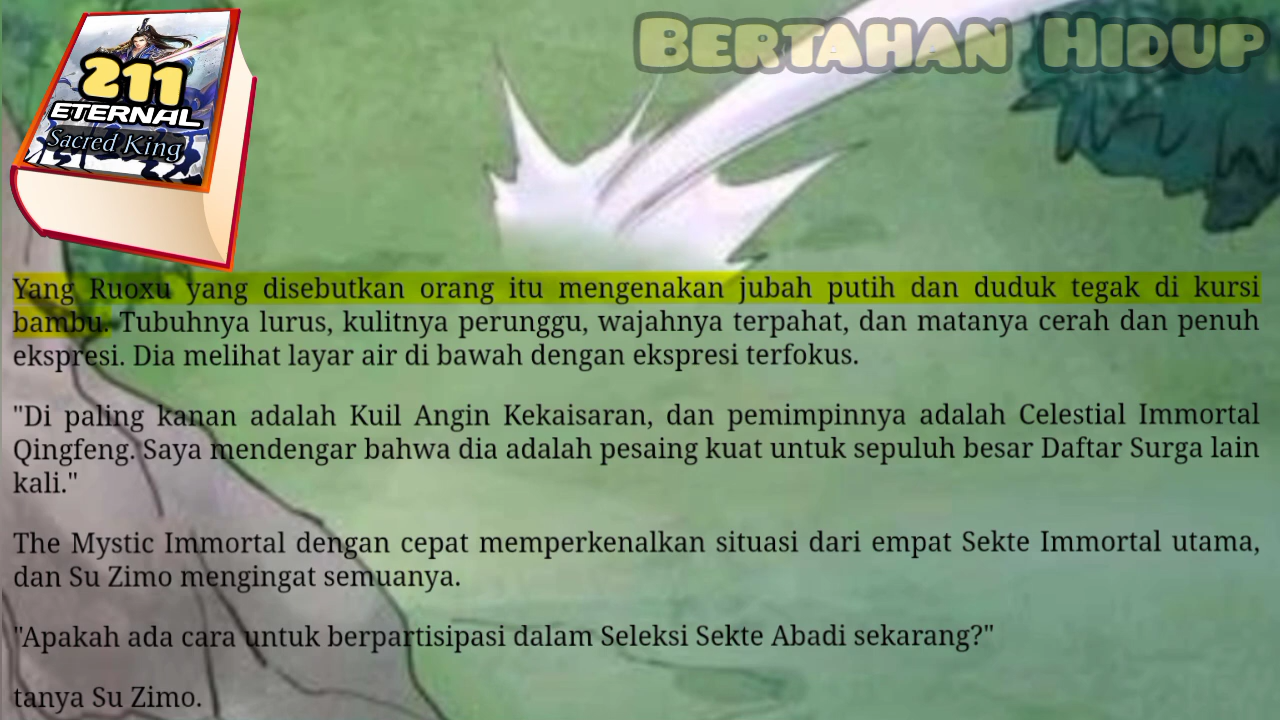 211
ETERNAL
Sacred King
BERTAHAN HIDUP
Yang Ruoxu yang disebutkan orang itu mengenakan jubah putih dan duduk tegak di kursi
bambu. Tubuhnya lurus, kulitnya perunggu, wajahnya terpahat, dan matanya cerah dan penuh
ekspresi. Dia melihat layar air di bawah dengan ekspresi terfokus.
"Di paling kanan adalah Kuil Angin Kekaisaran, dan pemimpinnya adalah Celestial Immortal
Qingfeng. Saya mendengar bahwa dia adalah pesaing kuat untuk sepuluh besar Daftar Surga lain
kali."
The Mystic Immortal dengan cepat memperkenalkan situasi dari empat Sekte Immortal utama,
dan Su Zimo mengingat semuanya.
"Apakah ada cara untuk berpartisipasi dalam Seleksi Sekte Abadi sekarang?"
tanya Su Zimo.